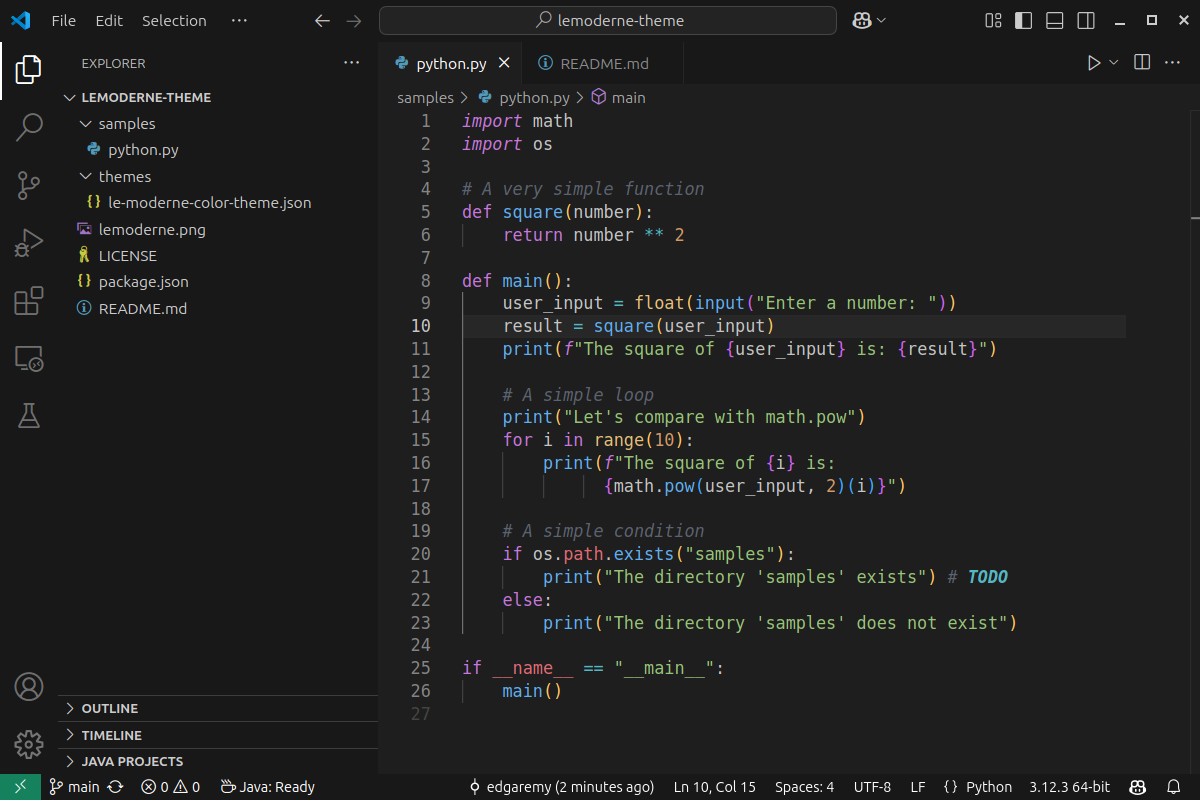 File Edit Selection ··· lemoderne-theme
EXPLORER ···
LEMODERNE-THEME
samples
python.py
themes
{} le-moderne-color-theme.json
lemoderne.png
LICENSE
{} package.json
README.md
OUTLINE
TIMELINE
JAVA PROJECTS
python.py README.md ···
samples > python.py > main
1 import math
2 import os
3
4 # A very simple function
5 def square(number):
6 return number ** 2
7
8 def main():
9 user_input = float(input("Enter a number: "))
10 result = square(user_input)
11 print(f"The square of {user_input} is: {result}")
12
13 # A simple loop
14 print("Let's compare with math.pow")
15 for i in range(10):
16 print(f"The square of {i} is:
17 {math.pow(user_input, 2)(i)}")
18
19 # A simple condition
20 if os.path.exists("samples"):
21 print("The directory 'samples' exists") # TODO
22 else:
23 print("The directory 'samples' does not exist")
24
25 if __name__ == "__main__":
26 main()
27
main 0 0 Java: Ready edgaremy (2 minutes ago) Ln 10, Col 15 Spaces: 4 UTF-8 LF {} Python 3.12.3 64-bit